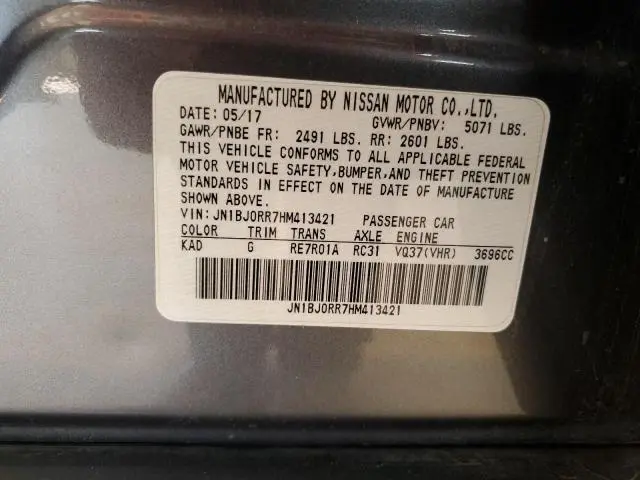 MANUFACTURED BY NISSAN MOTOR CO.,LTD.
DATE: 05/17 GVWR/PNBV: 5071 LBS.
GAWR/PNBE FR: 2491 LBS. RR: 2601 LBS.
THIS VEHICLE CONFORMS TO ALL APPLICABLE FEDERAL
MOTOR VEHICLE SAFETY, BUMPER, AND THEFT PREVENTION
STANDARDS IN EFFECT ON THE DATE OF MANUFACTURE
SHOWN ABOVE.
VIN: JN1BJ0RR7HM413421 PASSENGER CAR
COLOR TRIM TRANS AXLE ENGINE
KAD G RE7R01A RC31 VQ37(VHR) 3696CC
JN1BJ0RR7HM413421